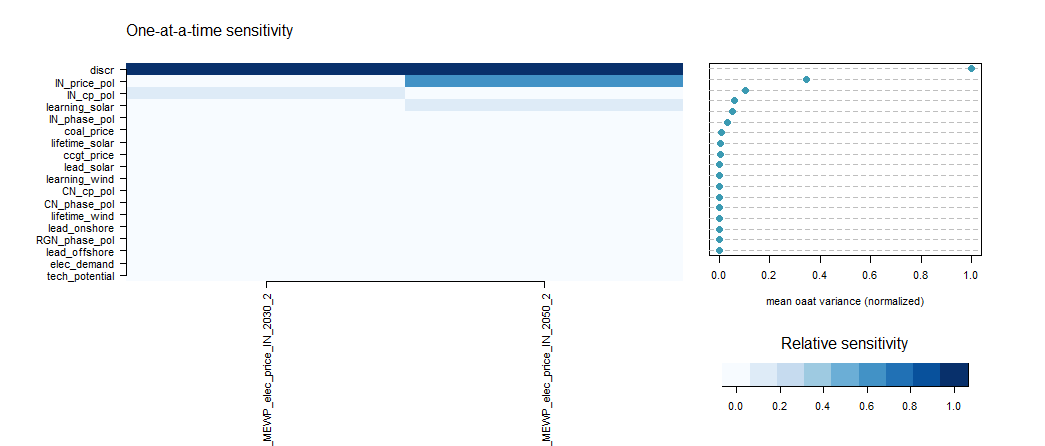 One-at-a-time sensitivity
discr
IN_price_pol
IN_cp_pol
learning_solar
IN_phase_pol
coal_price
lifetime_solar
ccgt_price
lead_solar
learning_wind
CN_cp_pol
CN_phase_pol
lifetime_wind
lead_onshore
RGN_phase_pol
lead_offshore
elec_demand
tech_potential
MEWP_elec_price_IN_2030_2
MEWP_elec_price_IN_2050_2
0.0 0.2 0.4 0.6 0.8 1.0
mean oaat variance (normalized)
Relative sensitivity
0.0 0.2 0.4 0.6 0.8 1.0